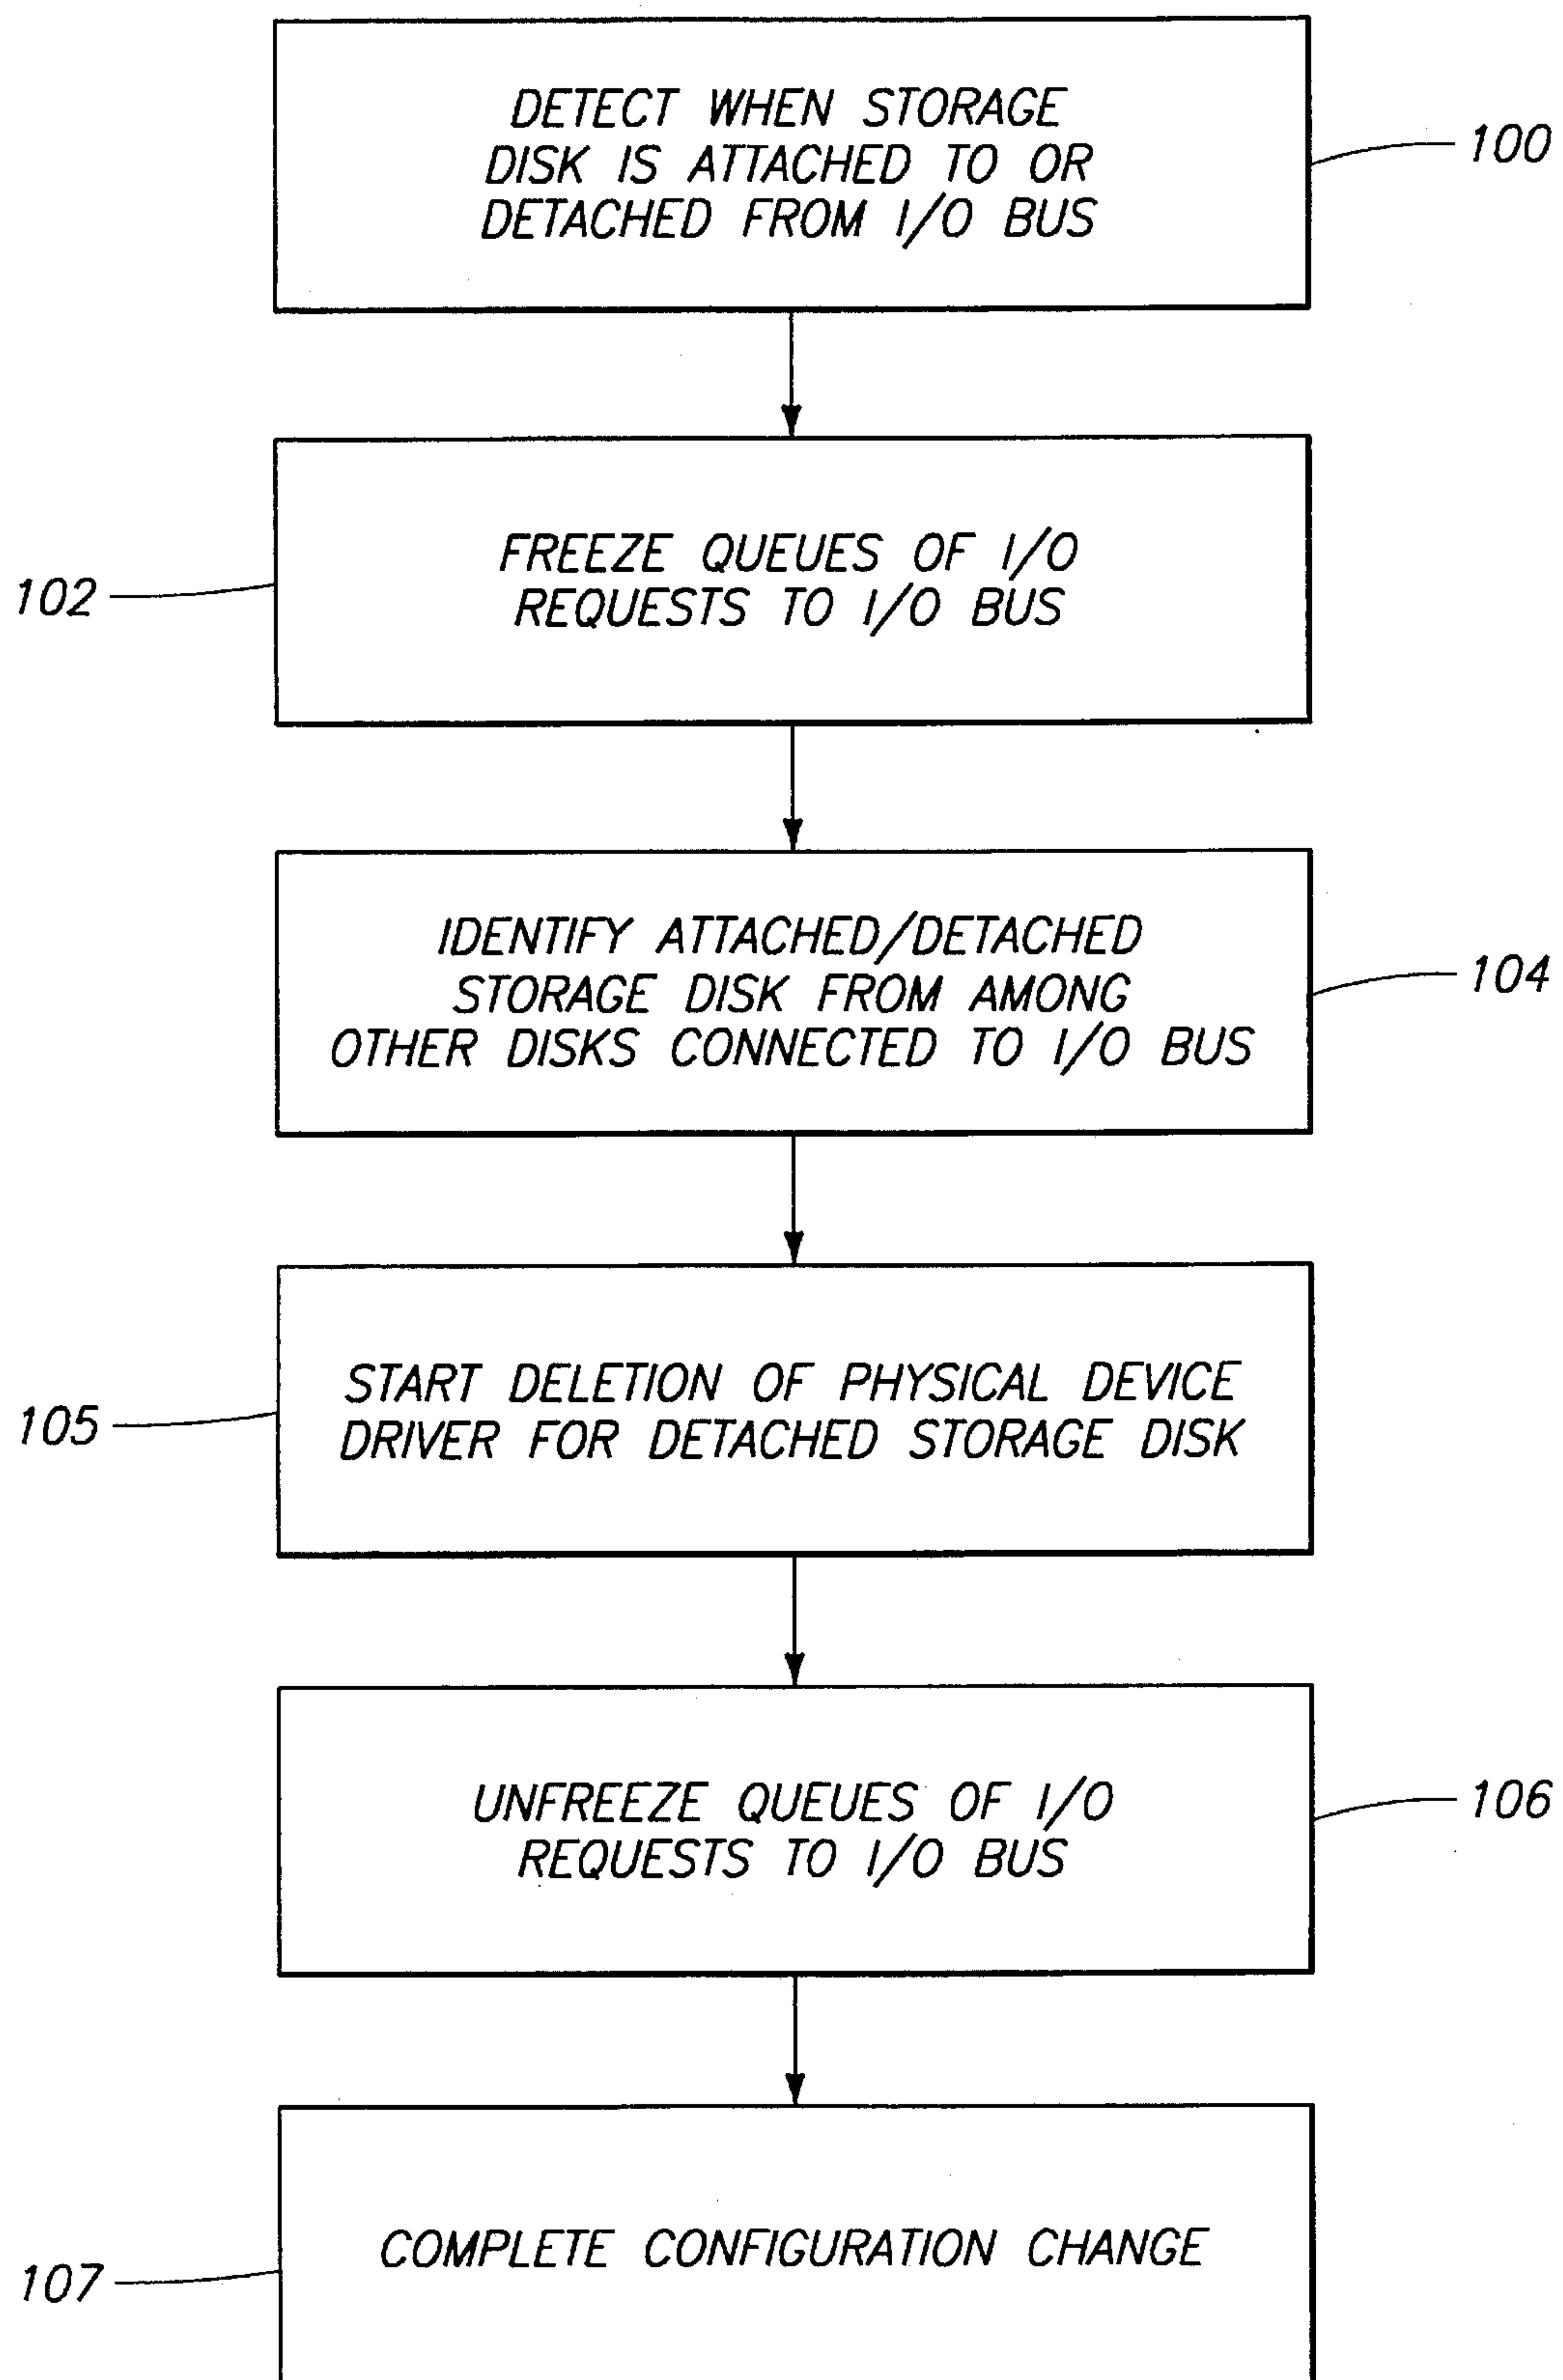 DETECT WHEN STORAGE
DISK IS ATTACHED TO OR
DETACHED FROM I/O BUS
100
FREEZE QUEUES OF I/O
REQUESTS TO I/O BUS
102
IDENTIFY ATTACHED/DETACHED
STORAGE DISK FROM AMONG
OTHER DISKS CONNECTED TO I/O BUS
104
START DELETION OF PHYSICAL DEVICE
DRIVER FOR DETACHED STORAGE DISK
105
UNFREEZE QUEUES OF I/O
REQUESTS TO I/O BUS
106
COMPLETE CONFIGURATION CHANGE
107